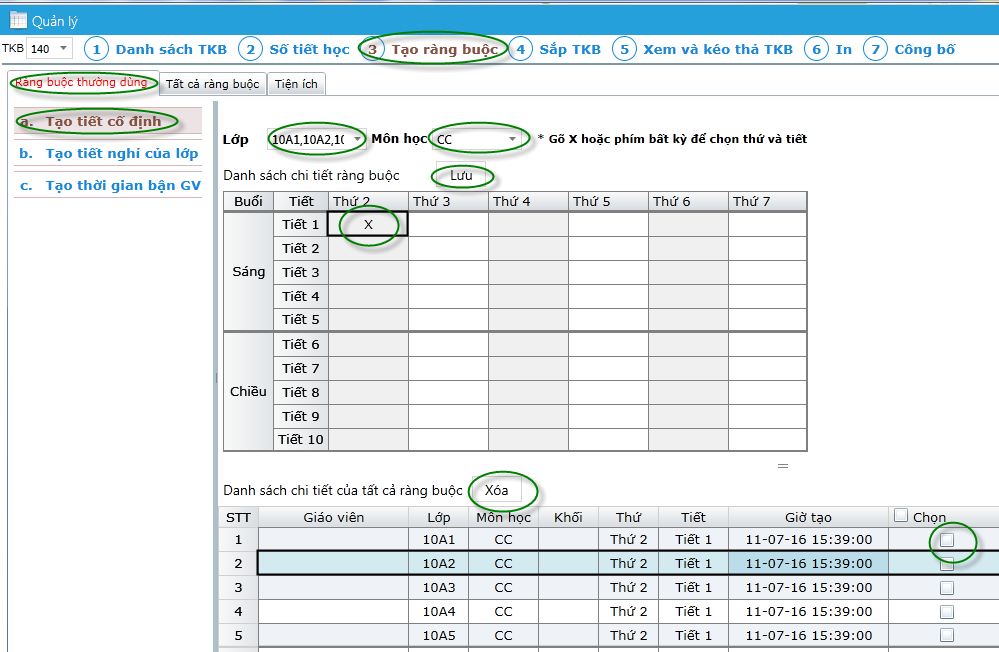 Quản lý
TKB 140 1 Danh sách TKB 2 Số tiết học 3 Tạo ràng buộc 4 Sắp TKB 5 Xem và kéo thả TKB 6 In 7 Công bố
Ràng buộc thường dùng Tất cả ràng buộc Tiện ích
a. Tạo tiết cố định
b. Tạo tiết nghỉ của lớp
c. Tạo thời gian bận GV
Lớp 10A1,10A2,1( Môn học CC * Gõ X hoặc phím bất kỳ để chọn thứ và tiết
Danh sách chi tiết ràng buộc Lưu
Buổi Tiết Thứ 2 Thứ 3 Thứ 4 Thứ 5 Thứ 6 Thứ 7
Tiết 1 X
Tiết 2
Sáng Tiết 3
Tiết 4
Tiết 5
Tiết 6
Tiết 7
Chiều Tiết 8
Tiết 9
Tiết 10
Danh sách chi tiết của tất cả ràng buộc Xóa
STT Giáo viên Lớp Môn học Khối Thứ Tiết Giờ tạo Chọn
1 10A1 CC Thứ 2 Tiết 1 11-07-16 15:39:00
2 10A2 CC Thứ 2 Tiết 1 11-07-16 15:39:00
3 10A3 CC Thứ 2 Tiết 1 11-07-16 15:39:00
4 10A4 CC Thứ 2 Tiết 1 11-07-16 15:39:00
5 10A5 CC Thứ 2 Tiết 1 11-07-16 15:39:00